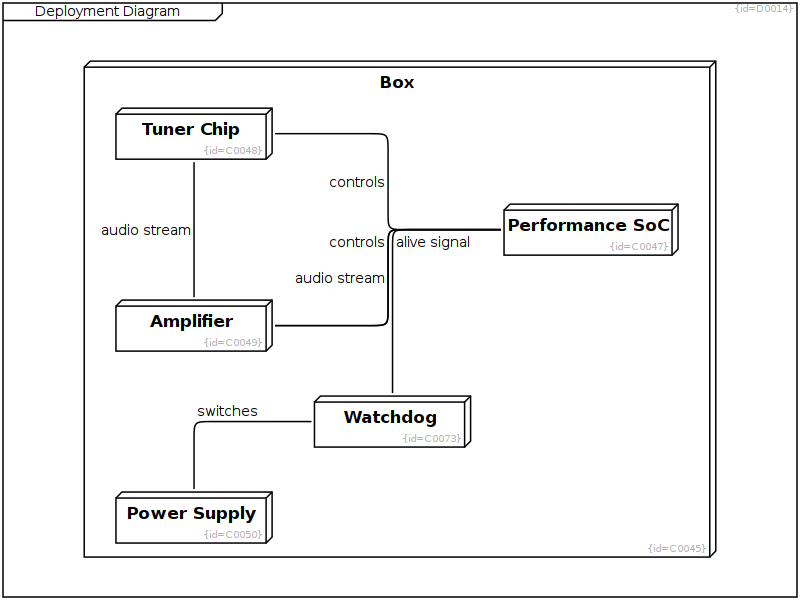 Deployment Diagram
{id=D0014}
Box
Tuner Chip
{id=C0048}
controls
audio stream
Performance SoC
{id=C0047}
controls
alive signal
audio stream
Amplifier
{id=C0049}
switches
Watchdog
{id=C0073}
Power Supply
{id=C0050}
{id=C0045}